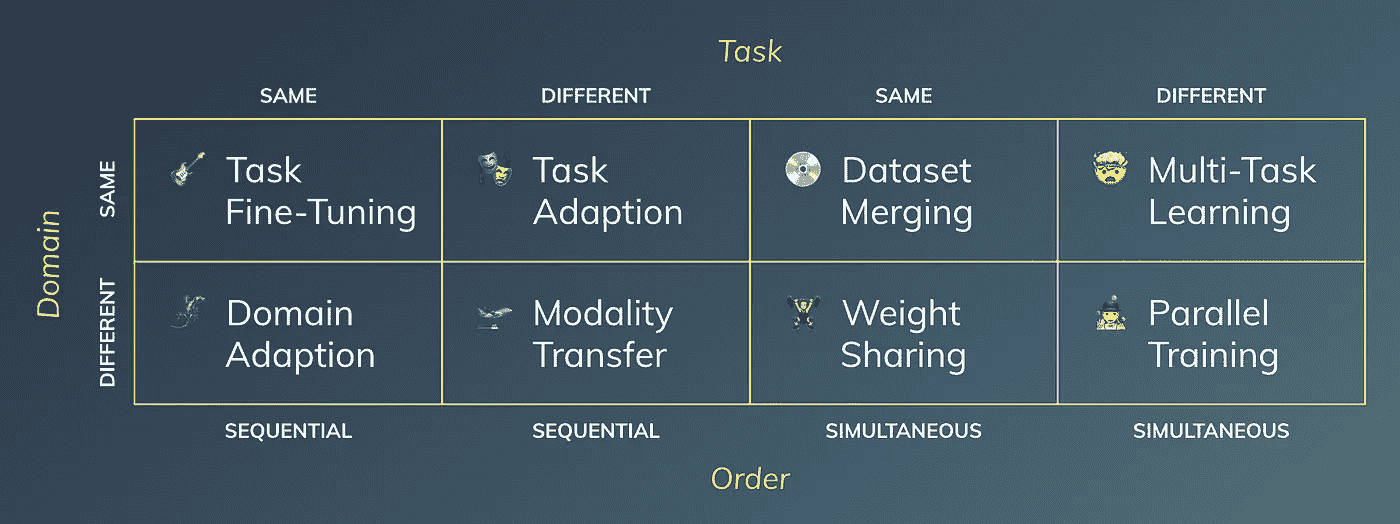 Task
SAME DIFFERENT SAME DIFFERENT
Domain
SAME
Task
Fine-Tuning
Task
Adaption
Dataset
Merging
Multi-Task
Learning
DIFFERENT
Domain
Adaption
Modality
Transfer
Weight
Sharing
Parallel
Training
SEQUENTIAL SEQUENTIAL SIMULTANEOUS SIMULTANEOUS
Order